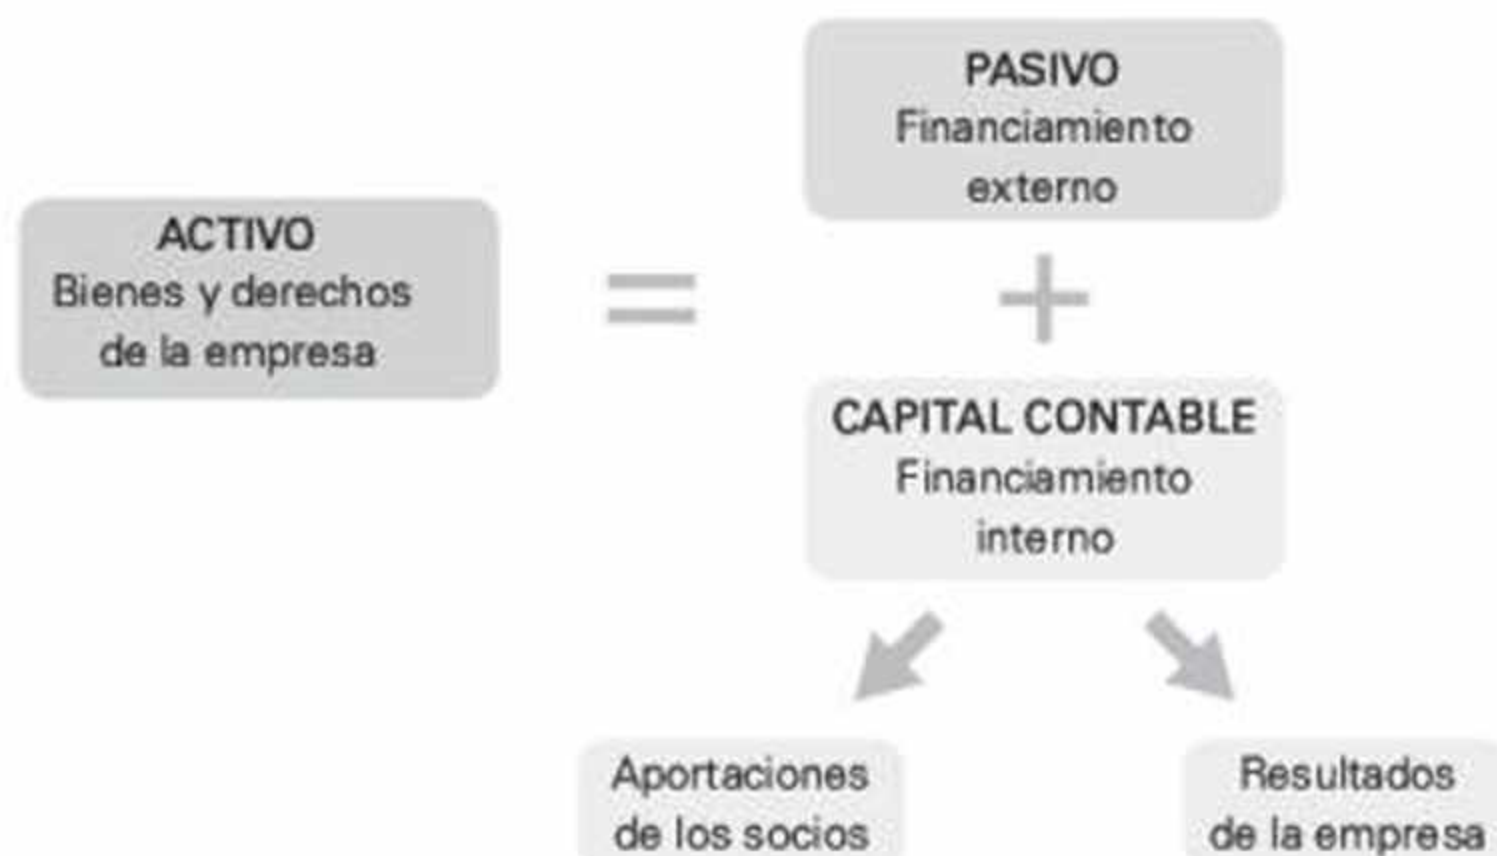 PASIVO
Financiamiento
externo
ACTIVO
Bienes y derechos
de la empresa
=
+
CAPITAL CONTABLE
Financiamiento
interno
Aportaciones
de los socios
Resultados
de la empresa